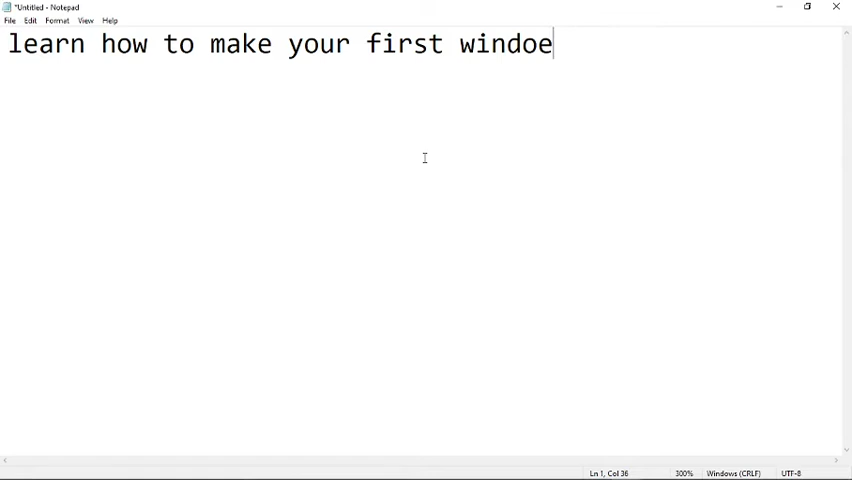 *Untitled - Notepad
File Edit Format View Help
learn how to make your first windoe
Ln 1, Col 36 300% Windows (CRLF) UTF-8